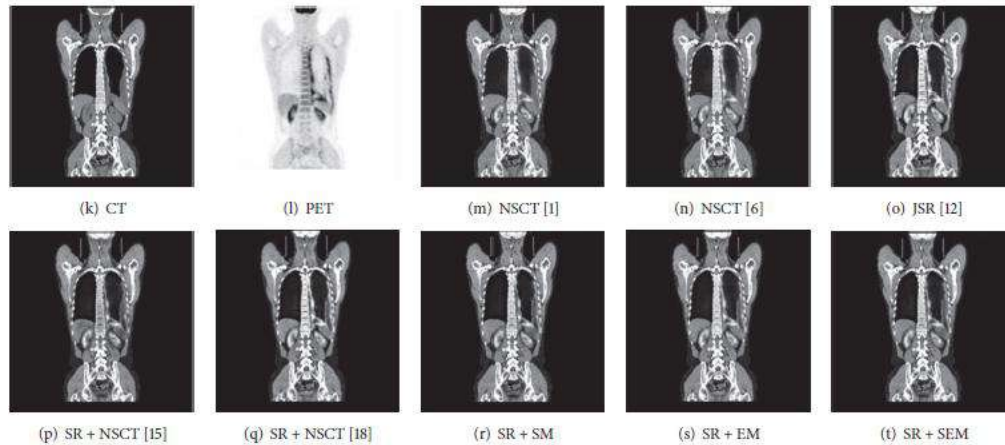 (k) CT
(l) PET
(m) NSCT [1]
(n) NSCT [6]
(o) JSR [12]
(p) SR + NSCT [15]
(q) SR + NSCT [18]
(r) SR + SM
(s) SR + EM
(t) SR + SEM